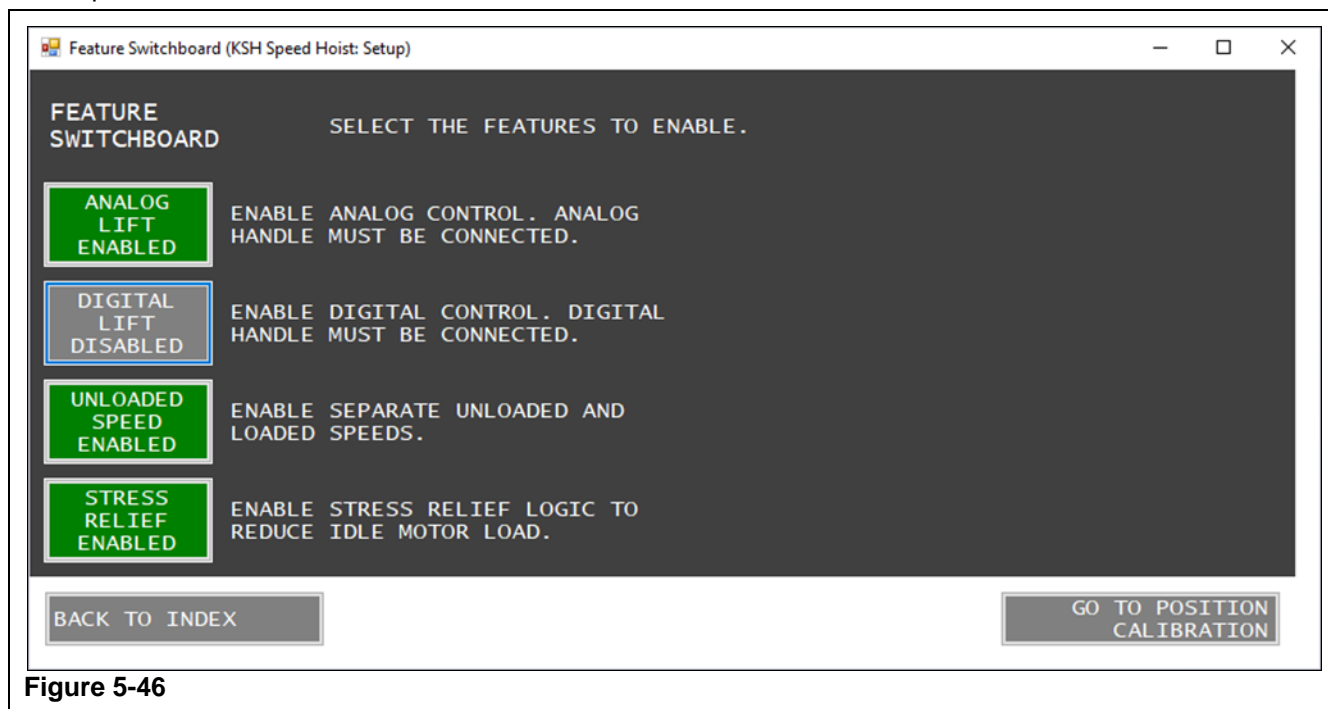 Feature Switchboard (KSH Speed Hoist: Setup)
FEATURE
SWITCHBOARD
SELECT THE FEATURES TO ENABLE.
ANALOG
LIFT
ENABLED
ENABLE ANALOG CONTROL. ANALOG
HANDLE MUST BE CONNECTED.
DIGITAL
LIFT
DISABLED
ENABLE DIGITAL CONTROL. DIGITAL
HANDLE MUST BE CONNECTED.
UNLOADED
SPEED
ENABLED
ENABLE SEPARATE UNLOADED AND
LOADED SPEEDS.
STRESS
RELIEF
ENABLED
ENABLE STRESS RELIEF LOGIC TO
REDUCE IDLE MOTOR LOAD.
BACK TO INDEX
GO TO POSITION
CALIBRATION
Figure 5-46